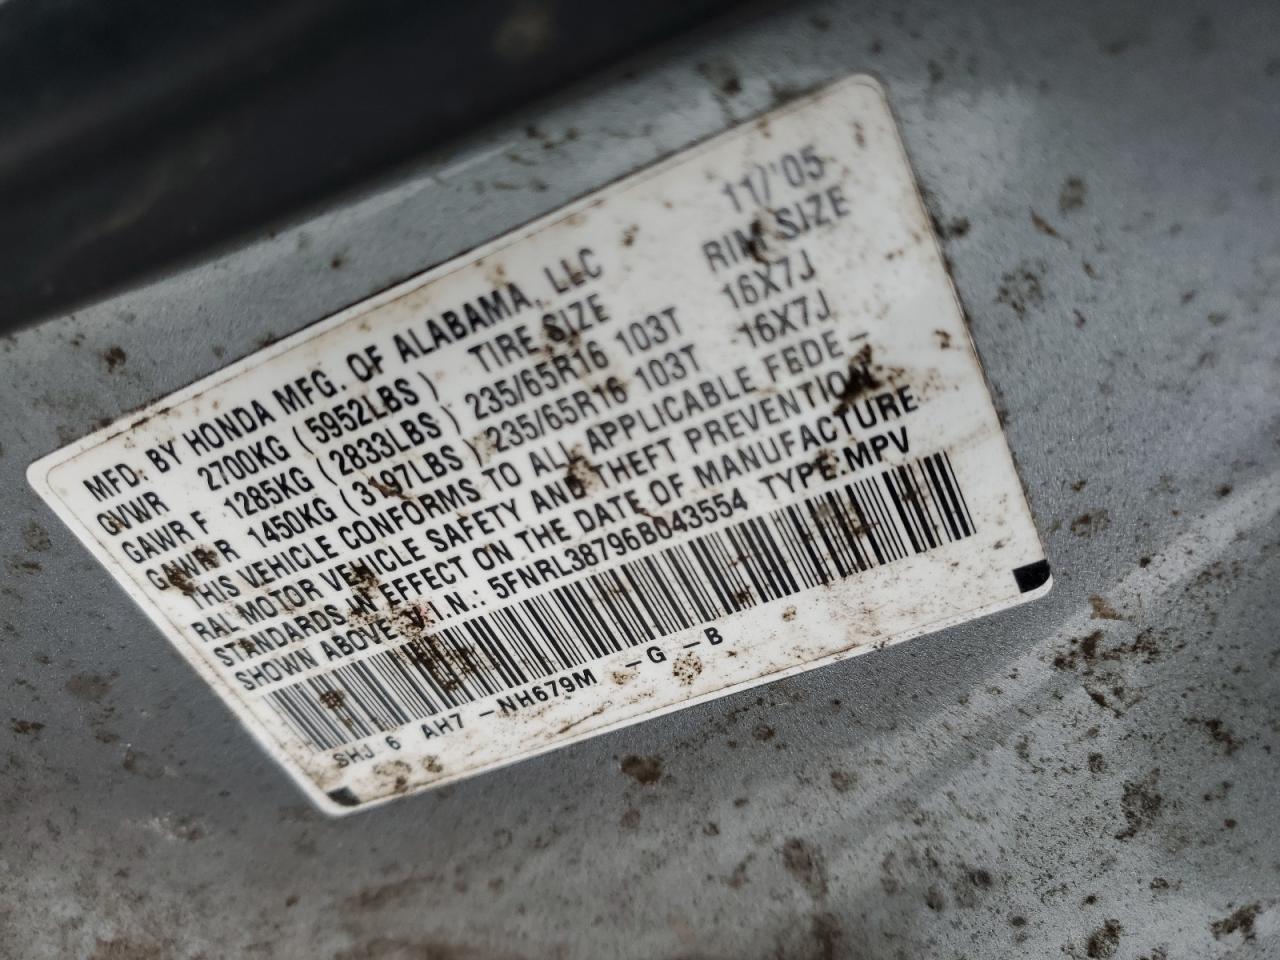 MFD. BY HONDA MFG. OF ALABAMA, LLC 11/'05
GVWR 2700KG (5952LBS) TIRE SIZE RIM SIZE
GAWR F 1285KG (2833LBS) 235/65R16 103T 16X7J
GAWR R 1450KG (3197LBS) 235/65R16 103T 16X7J
THIS VEHICLE CONFORMS TO ALL APPLICABLE FEDE-
RAL MOTOR VEHICLE SAFETY AND THEFT PREVENTION
STANDARDS IN EFFECT ON THE DATE OF MANUFACTURE
SHOWN ABOVE. V.I.N.: 5FNRL38796B043554 TYPE:MPV
SHJ 6 AH7 -NH679M -G -B